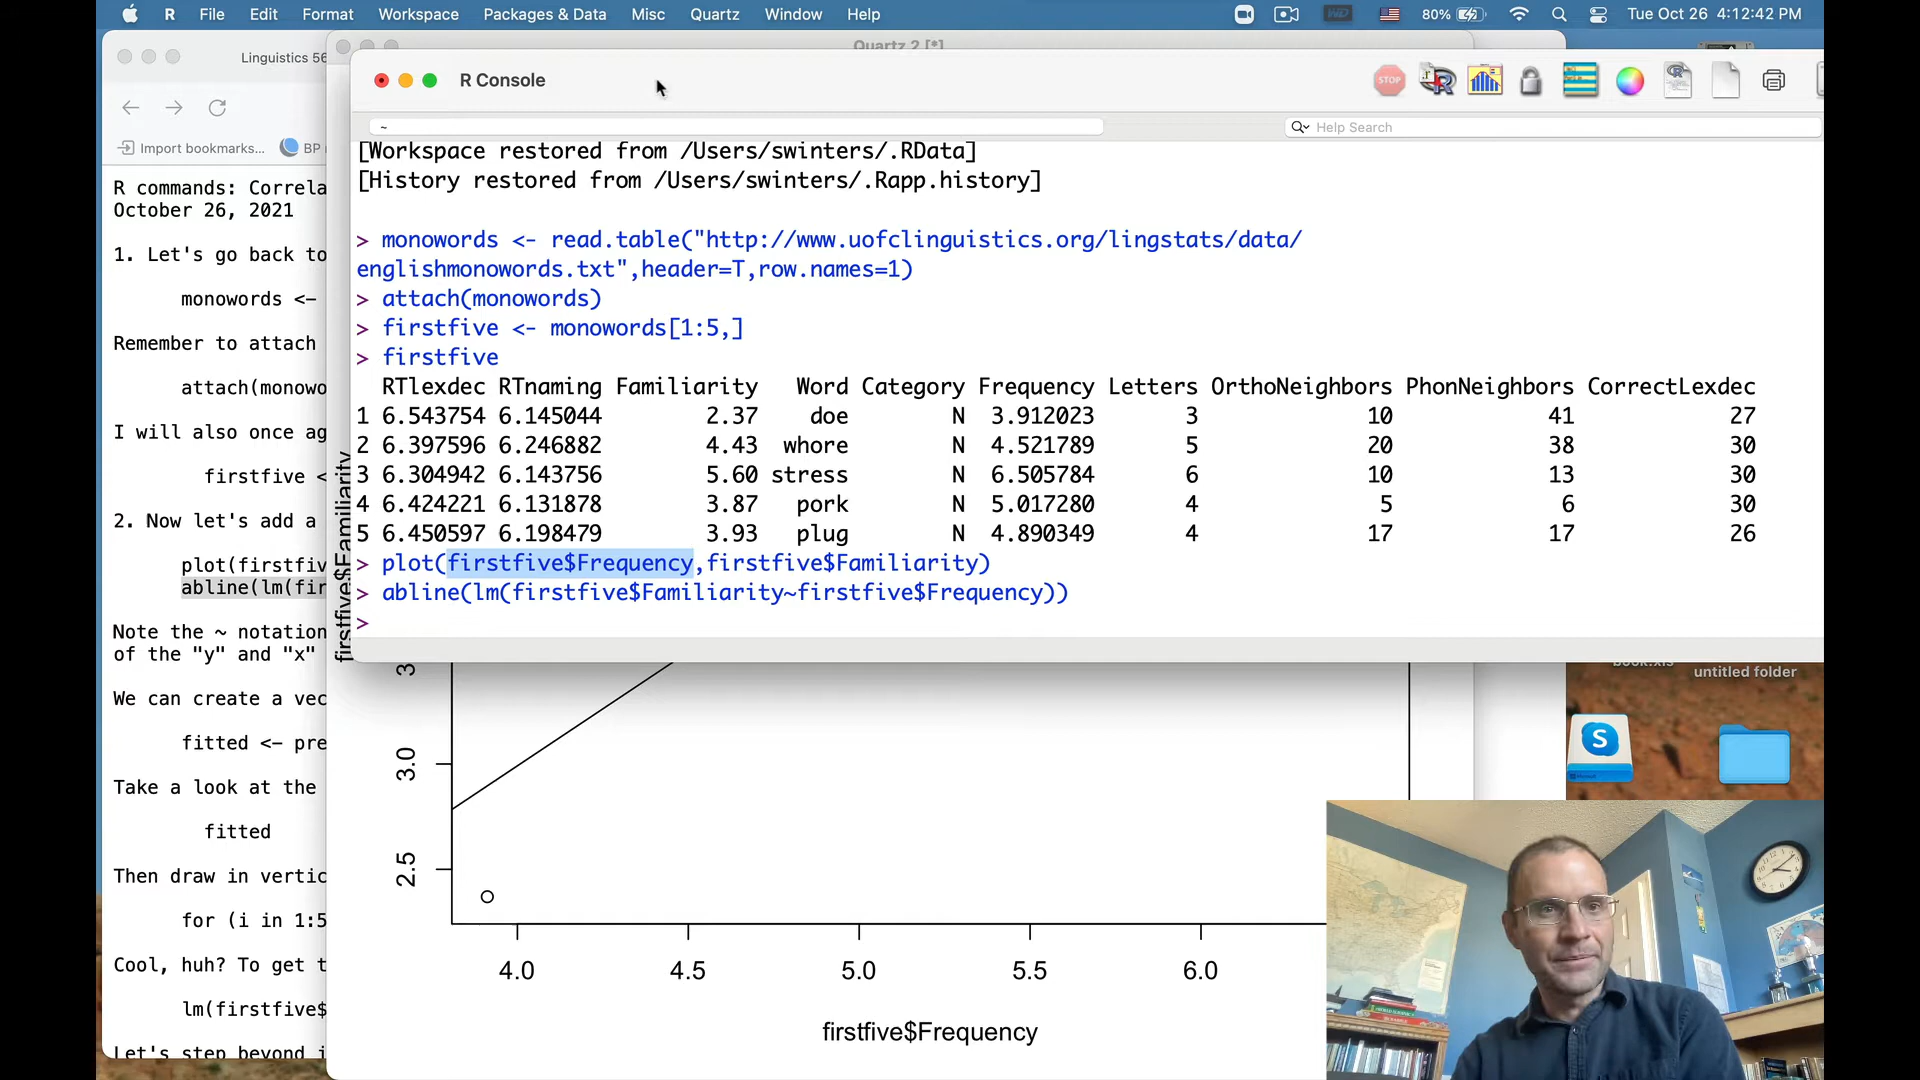 R File Edit Format Workspace Packages & Data Misc Quartz Window Help 80% Tue Oct 26 4:12:42 PM
Linguistics 56
Quartz 2 [*]
R Console
STOP
~
Help Search
Import bookmarks...
BP
R commands: Correla
October 26, 2021
1. Let's go back to
monowords <-
Remember to attach
attach(monowo
I will also once ag
firstfive <
2. Now let's add a
plot(firstfiv
abline(lm(fir
Note the ~ notation
of the "y" and "x"
We can create a vec
fitted <- pre
Take a look at the
fitted
Then draw in vertic
for (i in 1:5
Cool, huh? To get t
lm(firstfive$
Let's step beyond i
[Workspace restored from /Users/swinters/.RData]
[History restored from /Users/swinters/.Rapp.history]
> monowords <- read.table("http://www.uofclinguistics.org/lingstats/data/
englishmonowords.txt",header=T,row.names=1)
> attach(monowords)
> firstfive <- monowords[1:5,]
> firstfive
RTlexdec RTnaming Familiarity Word Category Frequency Letters OrthoNeighbors PhonNeighbors CorrectLexdec
1 6.543754 6.145044 2.37 doe N 3.912023 3 10 41 27
2 6.397596 6.246882 4.43 whore N 4.521789 5 20 38 30
3 6.304942 6.143756 5.60 stress N 6.505784 6 10 13 30
4 6.424221 6.131878 3.87 pork N 5.017280 4 5 6 30
5 6.450597 6.198479 3.93 plug N 4.890349 4 17 17 26
> plot(firstfive$Frequency,firstfive$Familiarity)
> abline(lm(firstfive$Familiarity~firstfive$Frequency))
>
firstfive$Familiarity
3.0
2.5
4.0 4.5 5.0 5.5 6.0
firstfive$Frequency
book.xls
untitled folder
S